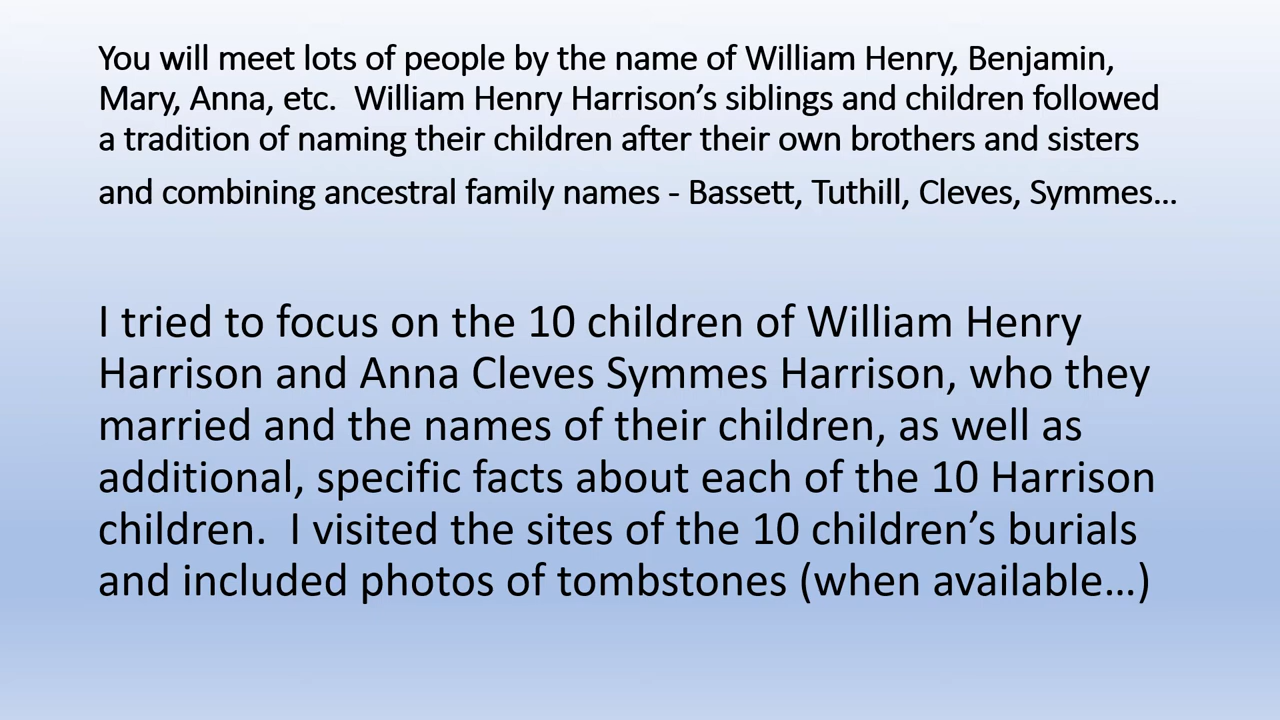 You will meet lots of people by the name of William Henry, Benjamin,
Mary, Anna, etc.  William Henry Harrison’s siblings and children followed
a tradition of naming their children after their own brothers and sisters
and combining ancestral family names - Bassett, Tuthill, Cleves, Symmes…
I tried to focus on the 10 children of William Henry
Harrison and Anna Cleves Symmes Harrison, who they
married and the names of their children, as well as
additional, specific facts about each of the 10 Harrison
children.  I visited the sites of the 10 children’s burials
and included photos of tombstones (when available…)